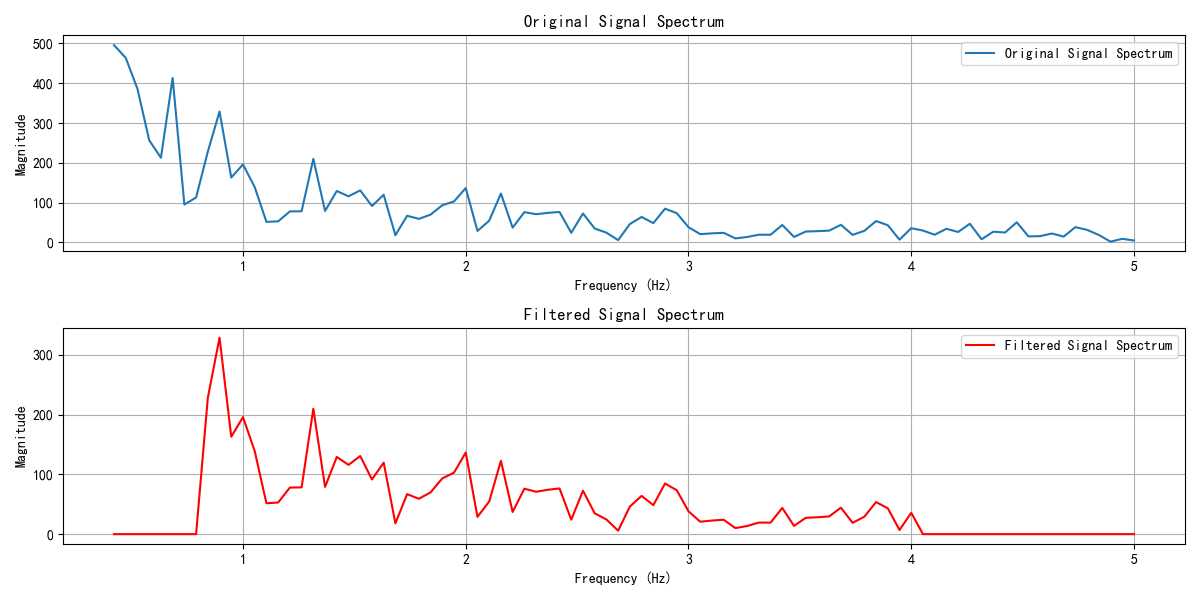 Original Signal Spectrum
500
400
300
200
100
0
Magnitude
Original Signal Spectrum
1 2 3 4 5
Frequency (Hz)
Filtered Signal Spectrum
300
200
100
0
Magnitude
Filtered Signal Spectrum
1 2 3 4 5
Frequency (Hz)